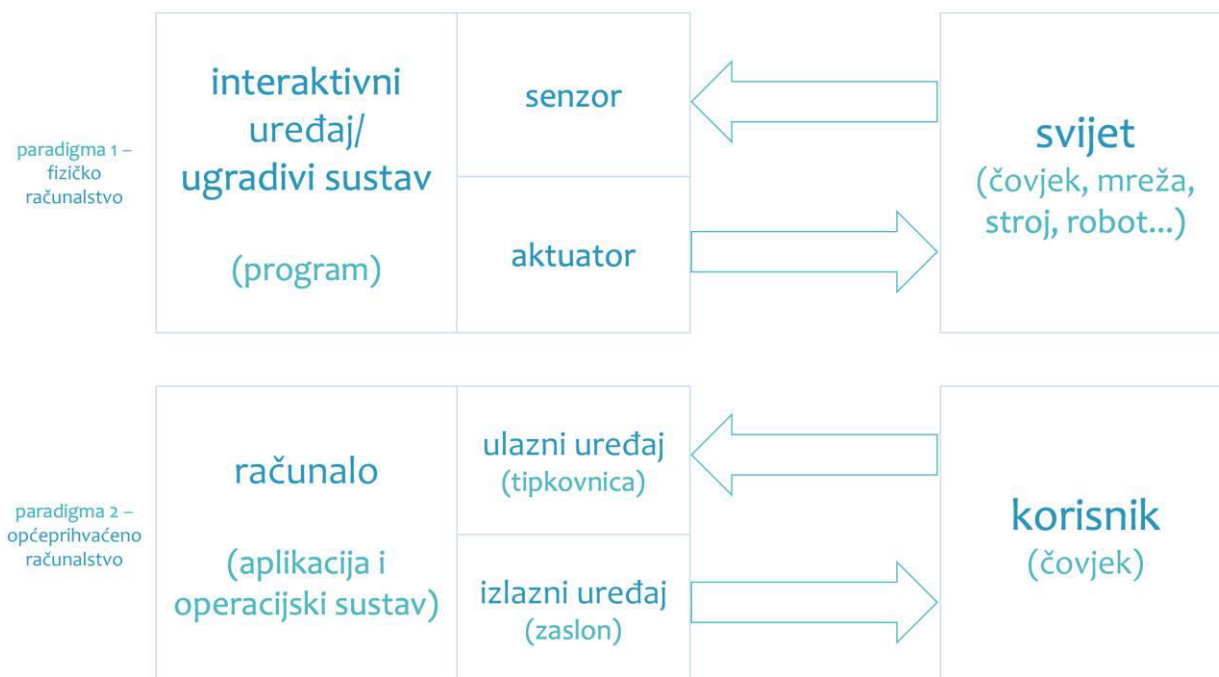 paradigma 1 –
fizičko
računalstvo
interaktivni
uređaj/
ugradivi sustav
(program)
senzor
aktuator
svijet
(čovjek, mreža,
stroj, robot...)
paradigma 2 –
općeprihvaćeno
računalstvo
računalo
(aplikacija i
operacijski sustav)
ulazni uređaj
(tipkovnica)
izlazni uređaj
(zaslon)
korisnik
(čovjek)